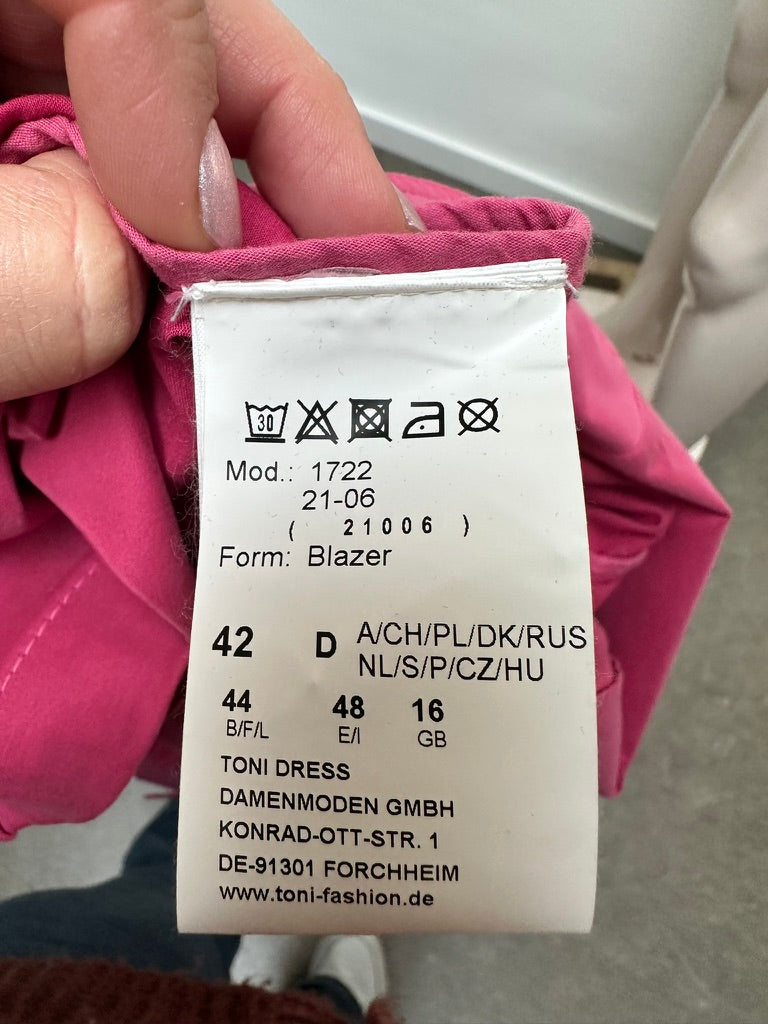 30
Mod.: 1722
21-06
( 21006 )
Form: Blazer
42 D A/CH/PL/DK/RUS
NL/S/P/CZ/HU
44 48 16
B/F/L E/I GB
TONI DRESS
DAMENMODEN GMBH
KONRAD-OTT-STR. 1
DE-91301 FORCHHEIM
www.toni-fashion.de